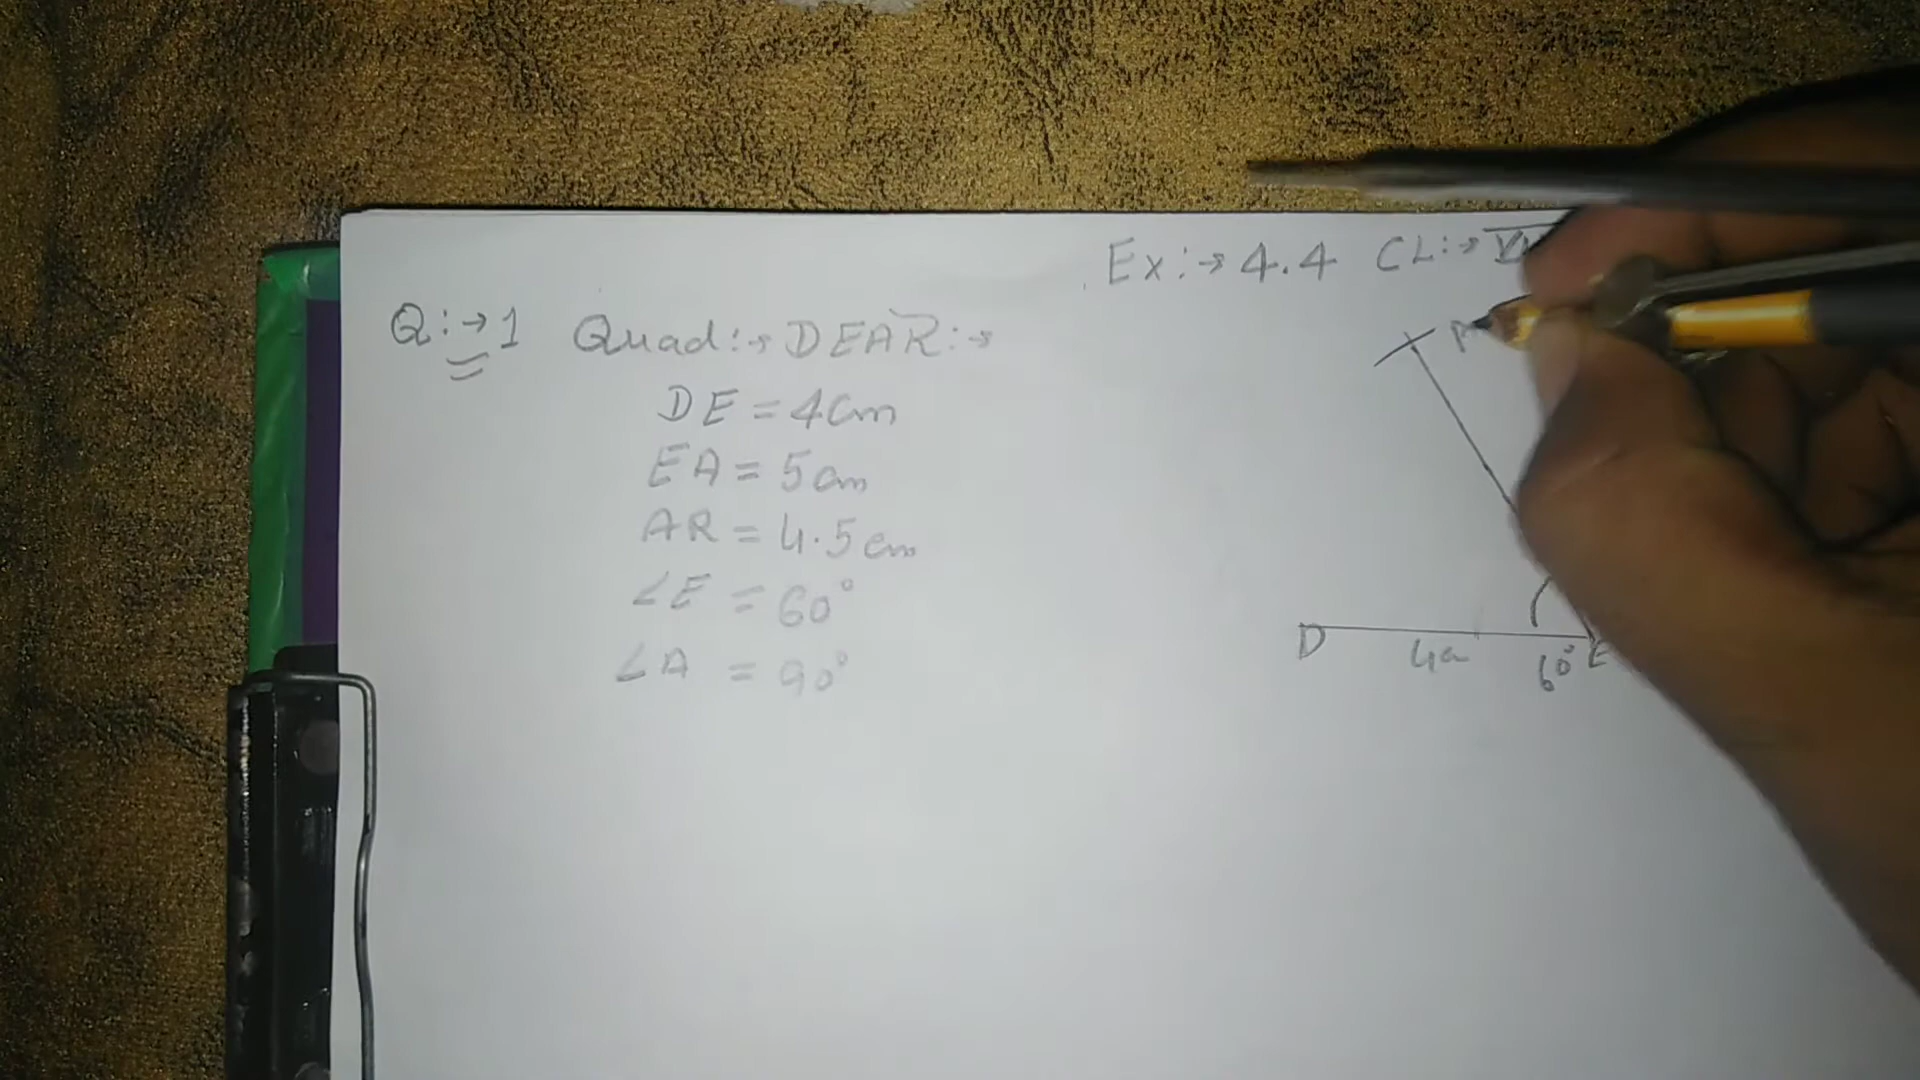 Ex:→ 4.4 CL:→
Q:→1 Quad:→ DEAR:→
DE = 4cm
EA = 5cm
AR = 4.5cm
∠E = 60°
∠A = 90°
D 4cm 60° E